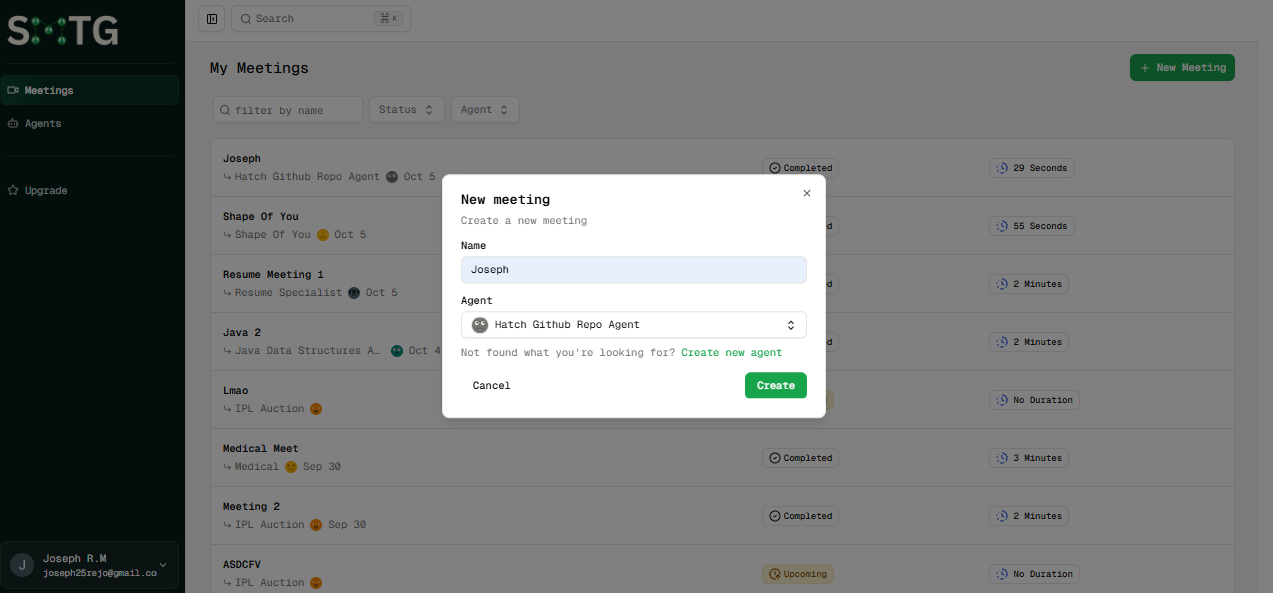 SMTG
Search ⌘K
Meetings
Agents
Upgrade
My Meetings
+ New Meeting
filter by name
Status
Agent
Joseph
Hatch Github Repo Agent Oct 5
Completed
29 Seconds
Shape Of You
Shape Of You Oct 5
55 Seconds
Resume Meeting 1
Resume Specialist Oct 5
2 Minutes
Java 2
Java Data Structures A… Oct 4
2 Minutes
Lmao
IPL Auction
No Duration
Medical Meet
Medical Sep 30
Completed
3 Minutes
Meeting 2
IPL Auction Sep 30
Completed
2 Minutes
ASDCFV
IPL Auction
Upcoming
No Duration
New meeting
Create a new meeting
Name
Joseph
Agent
Hatch Github Repo Agent
Not found what you're looking for? Create new agent
Cancel
Create
J
Joseph R.M
joseph25rejo@gmail.co